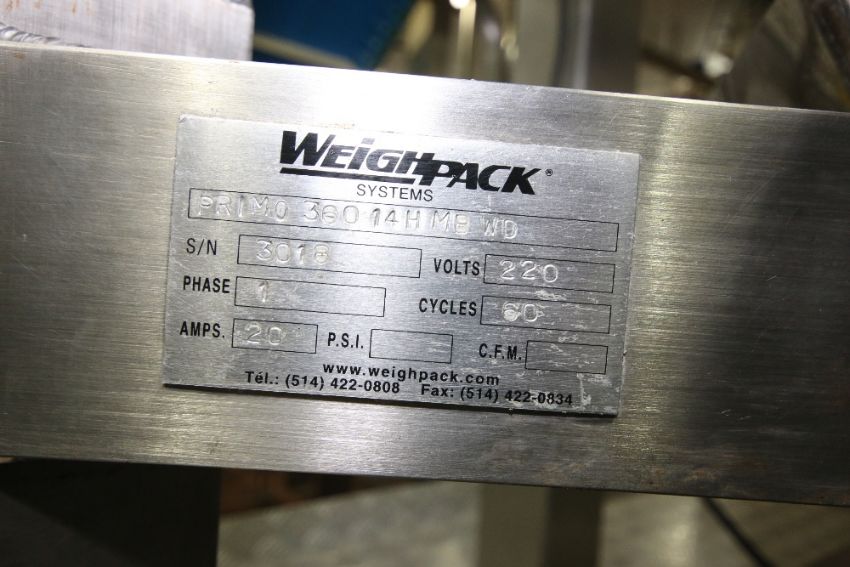 WEIGHPACK®
SYSTEMS
PRIMO 360 14H MB WD
S/N 3018 VOLTS 220
PHASE 1 CYCLES 60
AMPS. 20 P.S.I. C.F.M.
www.weighpack.com
Tél.: (514) 422-0808 Fax: (514) 422-0834